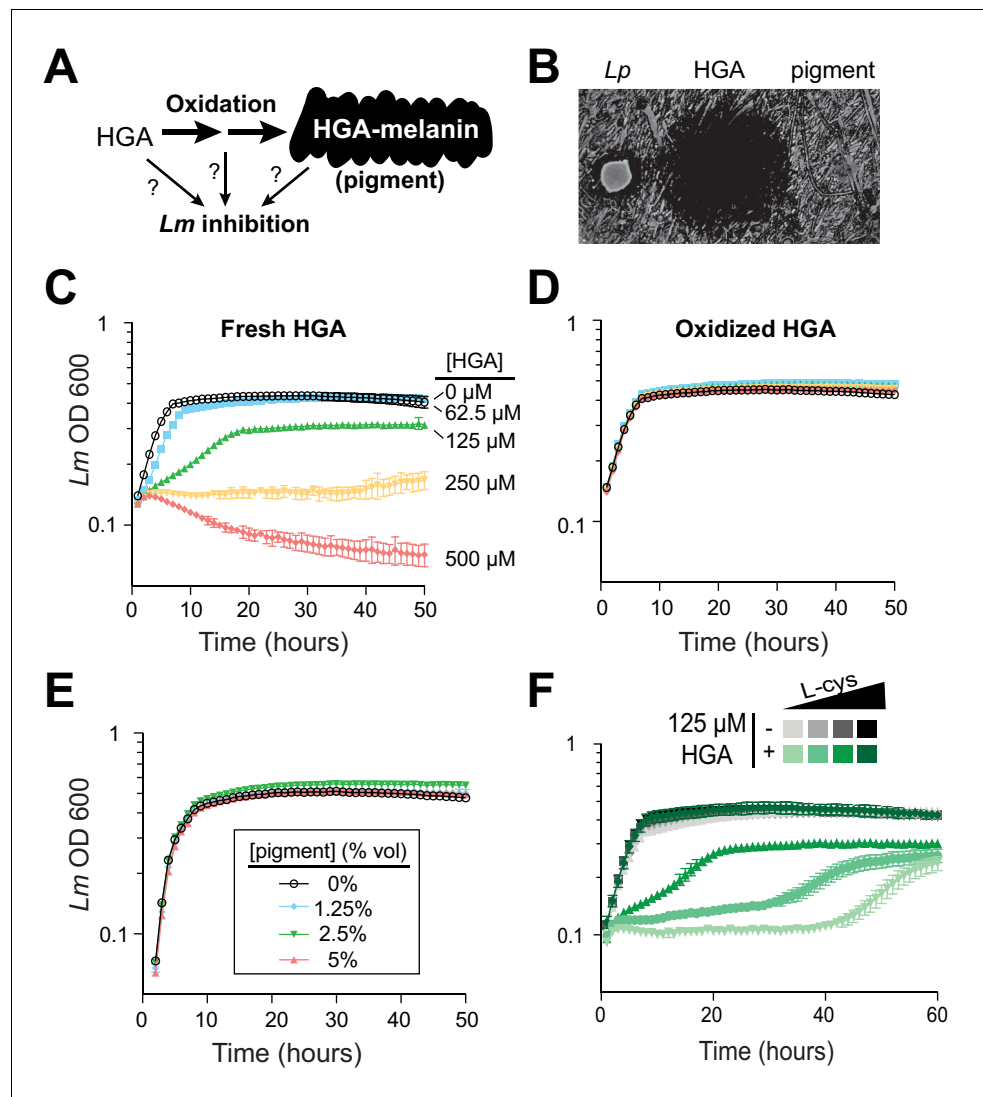 A
HGA
Oxidation
HGA-melanin
(pigment)
? ? ?
Lm inhibition
B
Lp HGA pigment
C
Fresh HGA
[HGA]
0 µM
62.5 µM
125 µM
250 µM
500 µM
1
0.1
Lm OD 600
0 10 20 30 40 50
Time (hours)
D
Oxidized HGA
1
0.1
0 10 20 30 40 50
Time (hours)
E
1
0.1
Lm OD 600
[pigment] (% vol)
0%
1.25%
2.5%
5%
0 10 20 30 40 50
Time (hours)
F
L-cys
125 µM -
HGA +
1
0.1
0 20 40 60
Time (hours)